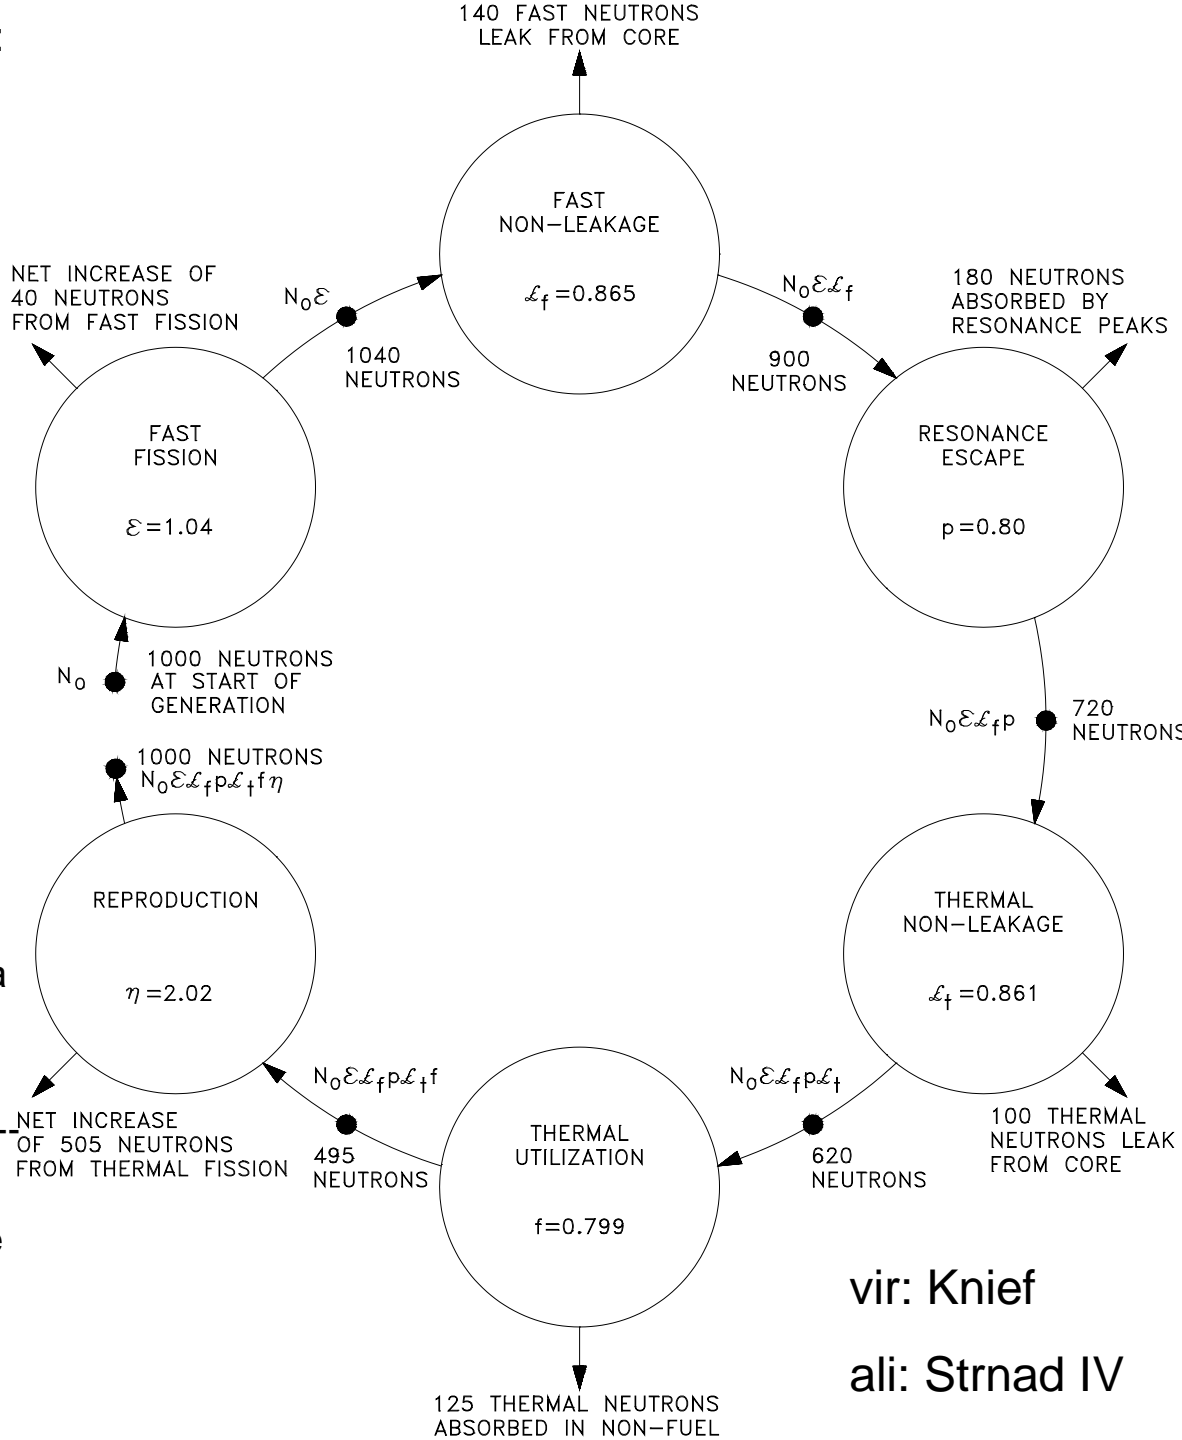 140 FAST NEUTRONS
LEAK FROM CORE
FAST
NON-LEAKAGE
ℒf=0.865
NET INCREASE OF
40 NEUTRONS
FROM FAST FISSION
N0ℰ
1040
NEUTRONS
N0ℰℒf
900
NEUTRONS
180 NEUTRONS
ABSORBED BY
RESONANCE PEAKS
FAST
FISSION
ℰ=1.04
RESONANCE
ESCAPE
p=0.80
N0
1000 NEUTRONS
AT START OF
GENERATION
N0ℰℒfp
720
NEUTRONS
1000 NEUTRONS
N0ℰℒfpℒtfη
REPRODUCTION
η=2.02
THERMAL
NON-LEAKAGE
ℒt=0.861
a
N0ℰℒfpℒtf
495
NEUTRONS
N0ℰℒfpℒt
620
NEUTRONS
--NET INCREASE
OF 505 NEUTRONS
FROM THERMAL FISSION
100 THERMAL
NEUTRONS LEAK
FROM CORE
THERMAL
UTILIZATION
f=0.799
e
125 THERMAL NEUTRONS
ABSORBED IN NON-FUEL
vir: Knief
ali: Strnad IV